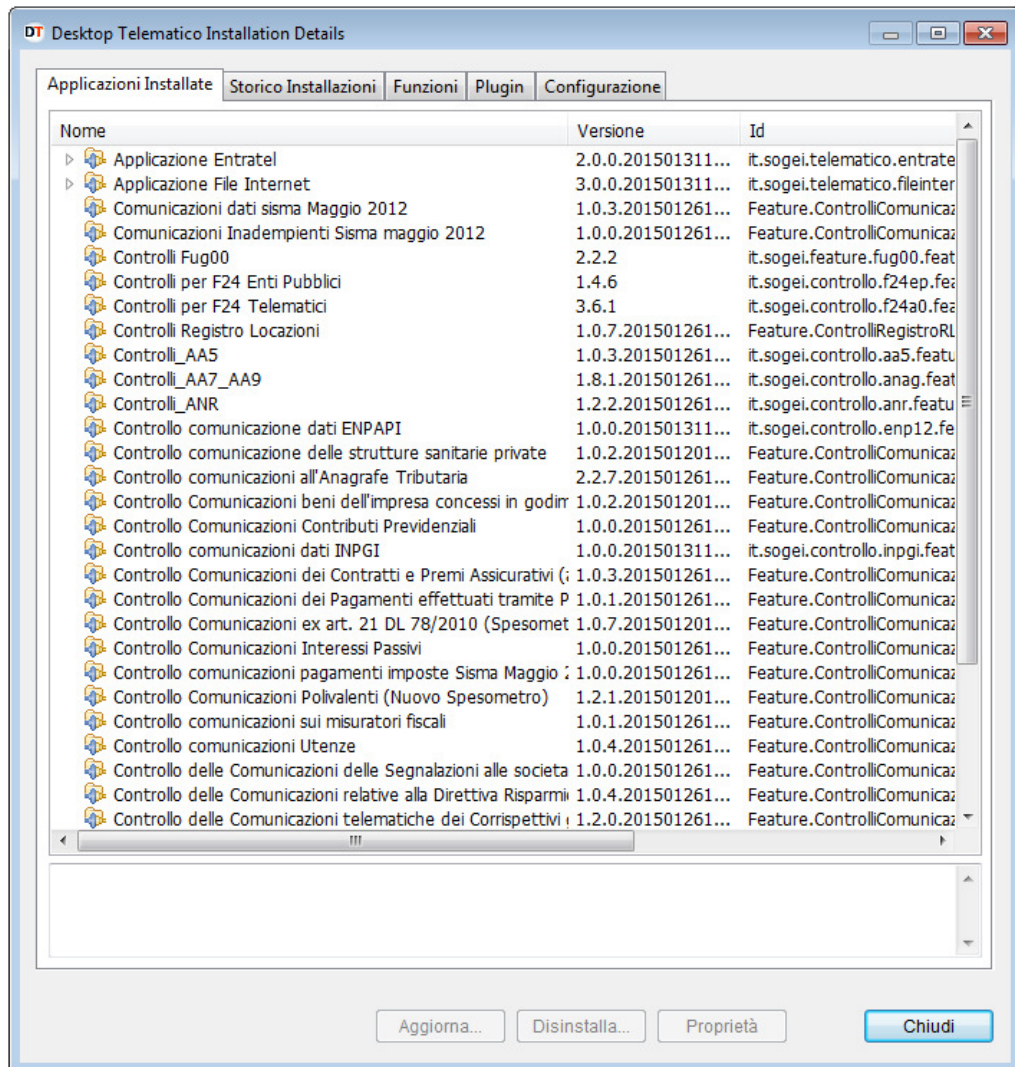 DT Desktop Telematico Installation Details
Applicazioni Installate Storico Installazioni Funzioni Plugin Configurazione
Nome Versione Id
Applicazione Entratel 2.0.0.201501311... it.sogei.telematico.entrate
Applicazione File Internet 3.0.0.201501311... it.sogei.telematico.fileinter
Comunicazioni dati sisma Maggio 2012 1.0.3.201501261... Feature.ControlliComunicaz
Comunicazioni Inadempienti Sisma maggio 2012 1.0.0.201501261... Feature.ControlliComunicaz
Controlli Fug00 2.2.2 it.sogei.feature.fug00.feat
Controlli per F24 Enti Pubblici 1.4.6 it.sogei.controllo.f24ep.fea
Controlli per F24 Telematici 3.6.1 it.sogei.controllo.f24a0.fea
Controlli Registro Locazioni 1.0.7.201501261... Feature.ControlliRegistroRL
Controlli_AA5 1.0.3.201501261... it.sogei.controllo.aa5.featu
Controlli_AA7_AA9 1.8.1.201501261... it.sogei.controllo.anag.feat
Controlli_ANR 1.2.2.201501261... it.sogei.controllo.anr.featu
Controllo comunicazione dati ENPAPI 1.0.0.201501311... it.sogei.controllo.enp12.fe
Controllo comunicazione delle strutture sanitarie private 1.0.2.201501201... Feature.ControlliComunicaz
Controllo comunicazioni all'Anagrafe Tributaria 2.2.7.201501261... Feature.ControlliComunicaz
Controllo Comunicazioni beni dell'impresa concessi in godim 1.0.2.201501201... Feature.ControlliComunicaz
Controllo Comunicazioni Contributi Previdenziali 1.0.0.201501261... Feature.ControlliComunicaz
Controllo comunicazioni dati INPGI 1.0.0.201501311... it.sogei.controllo.inpgi.feat
Controllo Comunicazioni dei Contratti e Premi Assicurativi (a 1.0.3.201501261... Feature.ControlliComunicaz
Controllo Comunicazioni dei Pagamenti effettuati tramite P 1.0.1.201501261... Feature.ControlliComunicaz
Controllo Comunicazioni ex art. 21 DL 78/2010 (Spesomet 1.0.7.201501201... Feature.ControlliComunicaz
Controllo Comunicazioni Interessi Passivi 1.0.0.201501261... Feature.ControlliComunicaz
Controllo comunicazioni pagamenti imposte Sisma Maggio 2 1.0.0.201501261... Feature.ControlliComunicaz
Controllo Comunicazioni Polivalenti (Nuovo Spesometro) 1.2.1.201501201... Feature.ControlliComunicaz
Controllo comunicazioni sui misuratori fiscali 1.0.1.201501261... Feature.ControlliComunicaz
Controllo comunicazioni Utenze 1.0.4.201501261... Feature.ControlliComunicaz
Controllo delle Comunicazioni delle Segnalazioni alle societa 1.0.0.201501261... Feature.ControlliComunicaz
Controllo delle Comunicazioni relative alla Direttiva Risparmi 1.0.4.201501261... Feature.ControlliComunicaz
Controllo delle Comunicazioni telematiche dei Corrispettivi g 1.2.0.201501261... Feature.ControlliComunicaz
Aggiorna... Disinstalla... Proprietà Chiudi